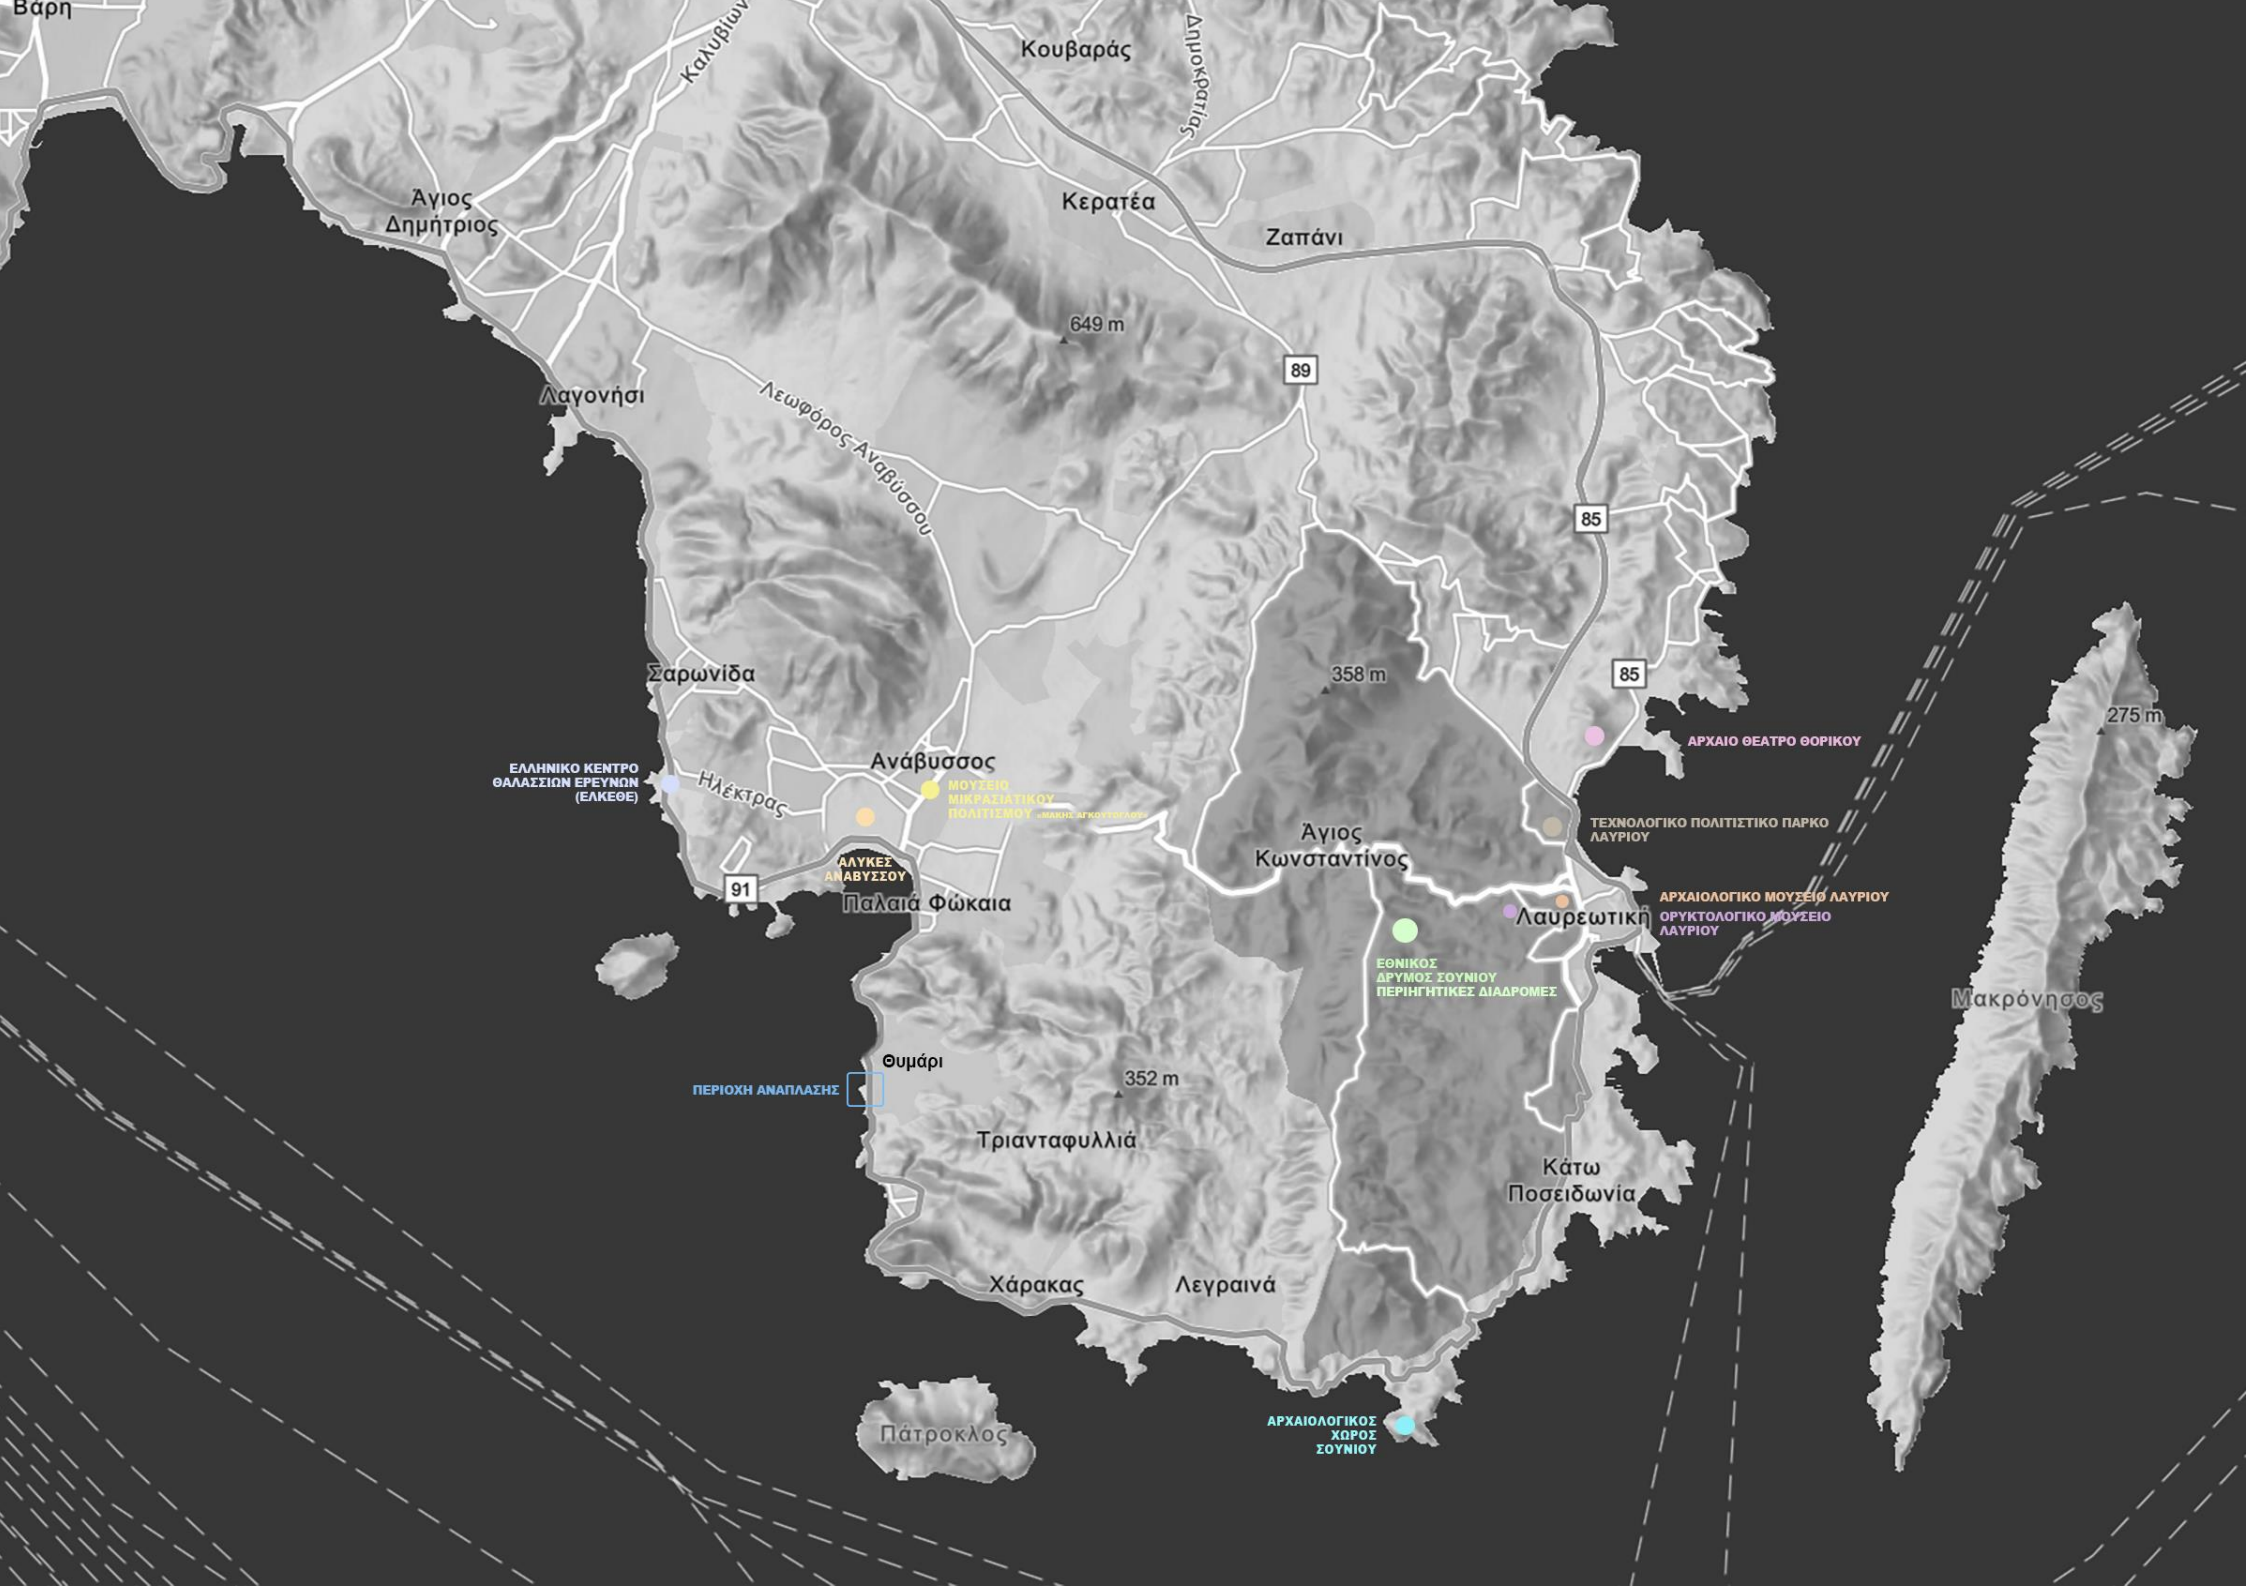 Βάρη
Καλυβίων
Κουβαράς
Δημοκρατίας
Άγιος
Δημήτριος
Κερατέα
Ζαπάνι
649 m
89
Λαγονήσι
Λεωφόρος Αναβύσσου
85
358 m
85
Σαρωνίδα
275 m
ΑΡΧΑΙΟ ΘΕΑΤΡΟ ΘΟΡΙΚΟΥ
Ανάβυσσος
ΕΛΛΗΝΙΚΟ ΚΕΝΤΡΟ
ΘΑΛΑΣΣΙΩΝ ΕΡΕΥΝΩΝ
(ΕΛΚΕΘΕ)
Ηλέκτρας
ΜΟΥΣΕΙΟ
ΜΙΚΡΑΣΙΑΤΙΚΟΥ
ΠΟΛΙΤΙΣΜΟΥ «ΜΑΚΗΣ ΑΓΚΟΥΤΟΓΛΟΥ»
ΤΕΧΝΟΛΟΓΙΚΟ ΠΟΛΙΤΙΣΤΙΚΟ ΠΑΡΚΟ
ΛΑΥΡΙΟΥ
Άγιος
Κωνσταντίνος
ΑΛΥΚΕΣ
ΑΝΑΒΥΣΣΟΥ
91
Παλαιά Φώκαια
ΑΡΧΑΙΟΛΟΓΙΚΟ ΜΟΥΣΕΙΟ ΛΑΥΡΙΟΥ
Λαυρεωτική
ΟΡΥΚΤΟΛΟΓΙΚΟ ΜΟΥΣΕΙΟ
ΛΑΥΡΙΟΥ
ΕΘΝΙΚΟΣ
ΔΡΥΜΟΣ ΣΟΥΝΙΟΥ
ΠΕΡΙΗΓΗΤΙΚΕΣ ΔΙΑΔΡΟΜΕΣ
Μακρόνησος
Θυμάρι
ΠΕΡΙΟΧΗ ΑΝΑΠΛΑΣΗΣ
352 m
Τριανταφυλλιά
Κάτω
Ποσειδωνία
Χάρακας
Λεγραινά
Πάτροκλος
ΑΡΧΑΙΟΛΟΓΙΚΟΣ
ΧΩΡΟΣ
ΣΟΥΝΙΟΥ